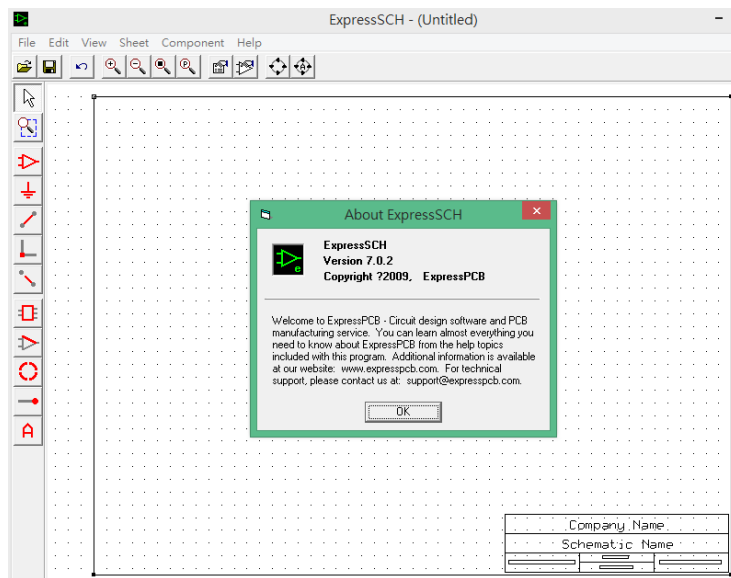 ExpressSCH - (Untitled)
File Edit View Sheet Component Help
About ExpressSCH
ExpressSCH
Version 7.0.2
Copyright ?2009, ExpressPCB
e
Welcome to ExpressPCB - Circuit design software and PCB
manufacturing service. You can learn almost everything you
need to know about ExpressPCB from the help topics
included with this program. Additional information is available
at our website: www.expresspcb.com. For technical
support, please contact us at: support@expresspcb.com.
OK
A
Company Name
Schematic Name